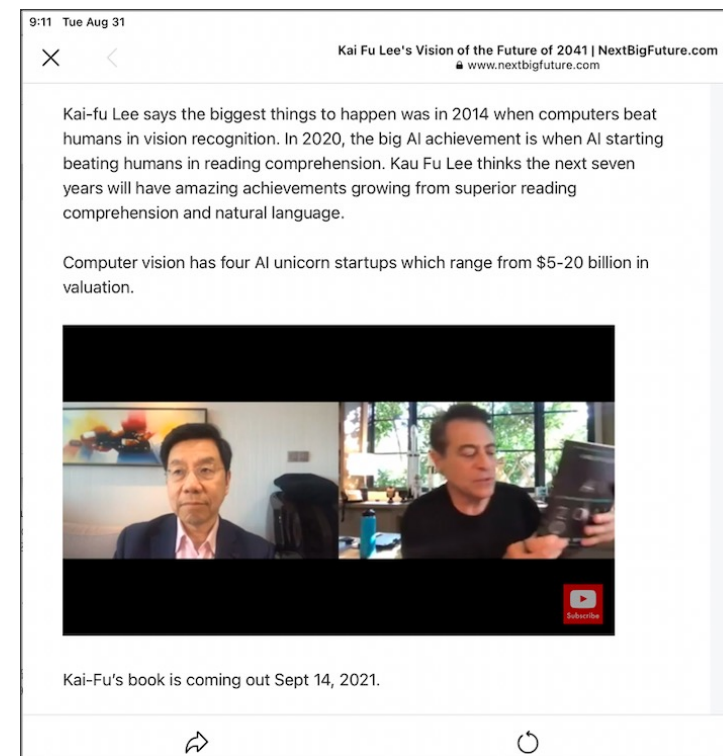 9:11 Tue Aug 31
Kai Fu Lee's Vision of the Future of 2041 | NextBigFuture.com
www.nextbigfuture.com
Kai-fu Lee says the biggest things to happen was in 2014 when computers beat
humans in vision recognition. In 2020, the big AI achievement is when AI starting
beating humans in reading comprehension. Kau Fu Lee thinks the next seven
years will have amazing achievements growing from superior reading
comprehension and natural language.
Computer vision has four AI unicorn startups which range from $5-20 billion in
valuation.
Subscribe
Kai-Fu’s book is coming out Sept 14, 2021.